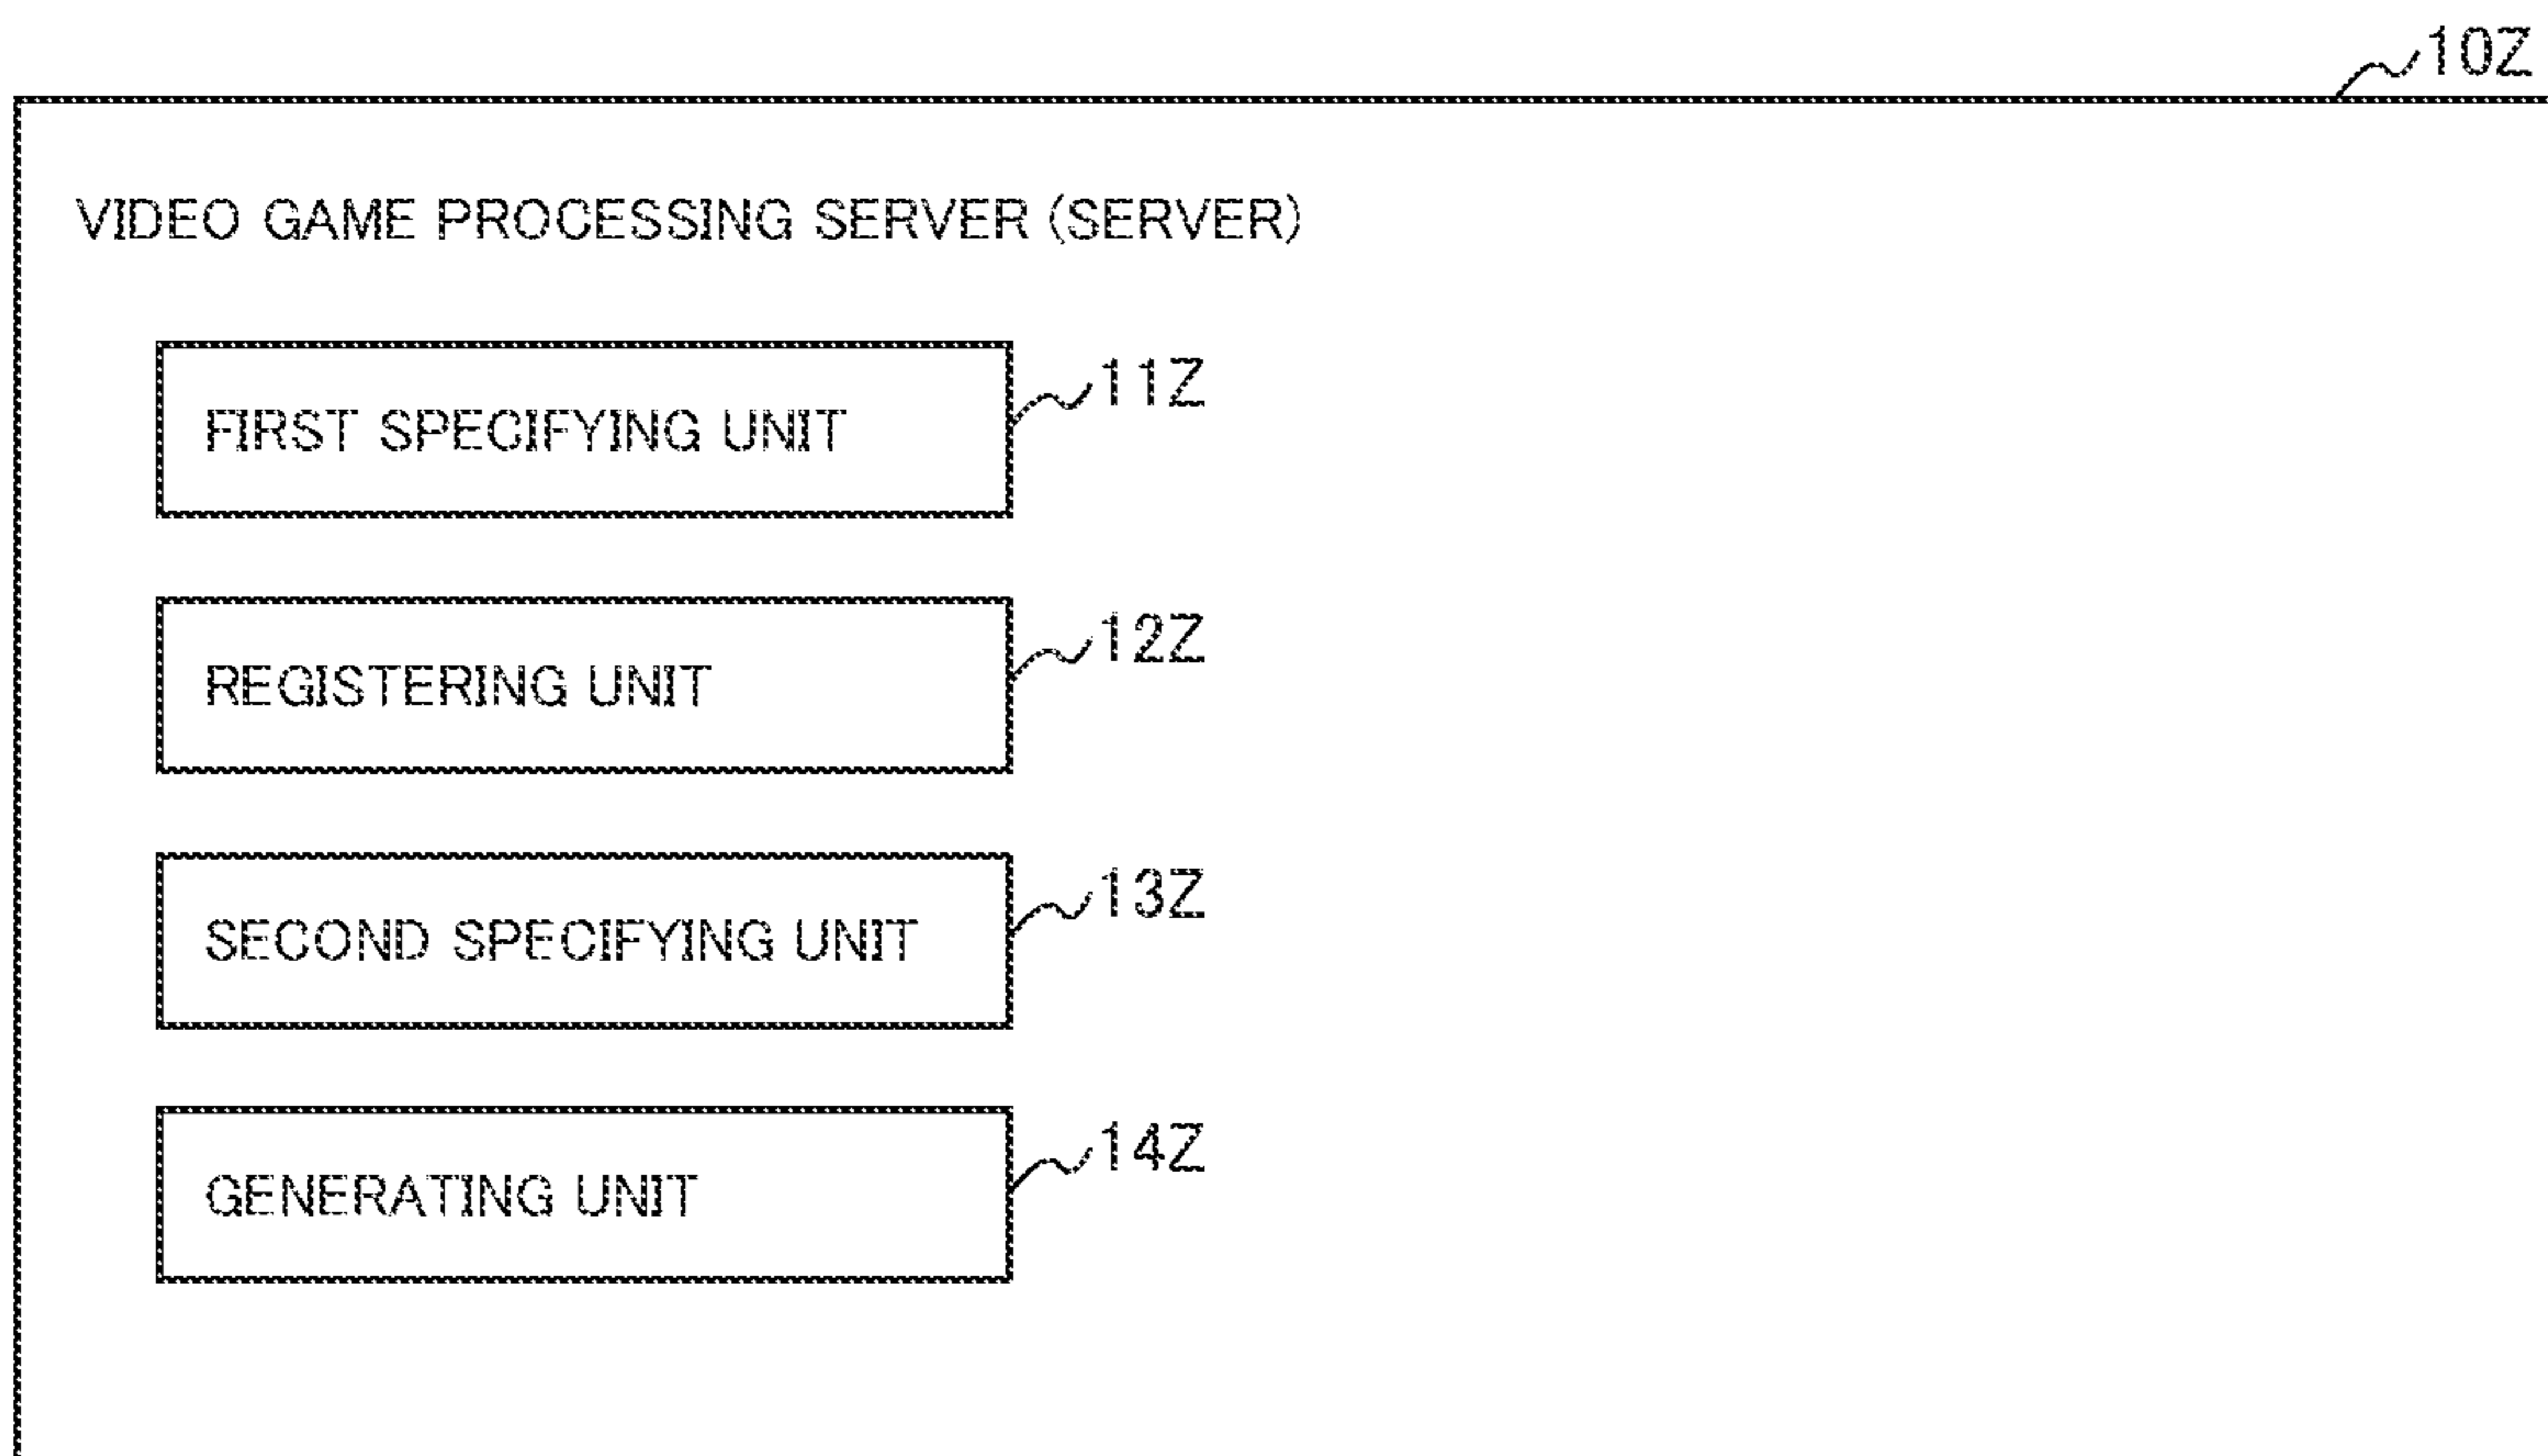 10Z
VIDEO GAME PROCESSING SERVER (SERVER)
11Z
FIRST SPECIFYING UNIT
12Z
REGISTERING UNIT
13Z
SECOND SPECIFYING UNIT
14Z
GENERATING UNIT